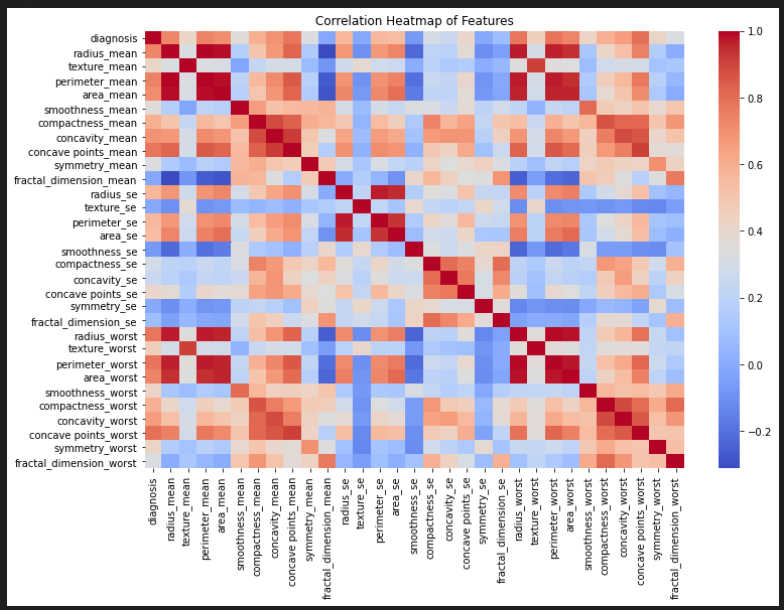 Correlation Heatmap of Features
diagnosis
radius_mean
texture_mean
perimeter_mean
area_mean
smoothness_mean
compactness_mean
concavity_mean
concave points_mean
symmetry_mean
fractal_dimension_mean
radius_se
texture_se
perimeter_se
area_se
smoothness_se
compactness_se
concavity_se
concave points_se
symmetry_se
fractal_dimension_se
radius_worst
texture_worst
perimeter_worst
area_worst
smoothness_worst
compactness_worst
concavity_worst
concave points_worst
symmetry_worst
fractal_dimension_worst
diagnosis
radius_mean
texture_mean
perimeter_mean
area_mean
smoothness_mean
compactness_mean
concavity_mean
concave points_mean
symmetry_mean
fractal_dimension_mean
radius_se
texture_se
perimeter_se
area_se
smoothness_se
compactness_se
concavity_se
concave points_se
symmetry_se
fractal_dimension_se
radius_worst
texture_worst
perimeter_worst
area_worst
smoothness_worst
compactness_worst
concavity_worst
concave points_worst
symmetry_worst
fractal_dimension_worst
1.0
0.8
0.6
0.4
0.2
0.0
−0.2